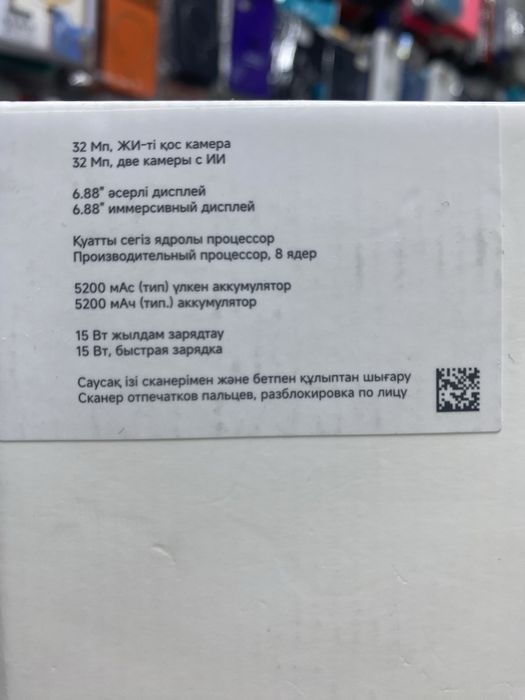 32 Мп, ЖИ-ті қос камера
32 Мп, две камеры с ИИ
6.88" әсерлі дисплей
6.88" иммерсивный дисплей
Қуатты сегіз ядролы процессор
Производительный процессор, 8 ядер
5200 мАс (тип) үлкен аккумулятор
5200 мАч (тип.) аккумулятор
15 Вт жылдам зарядтау
15 Вт, быстрая зарядка
Саусақ ізі сканерімен және бетпен құлыптан шығару
Сканер отпечатков пальцев, разблокировка по лицу